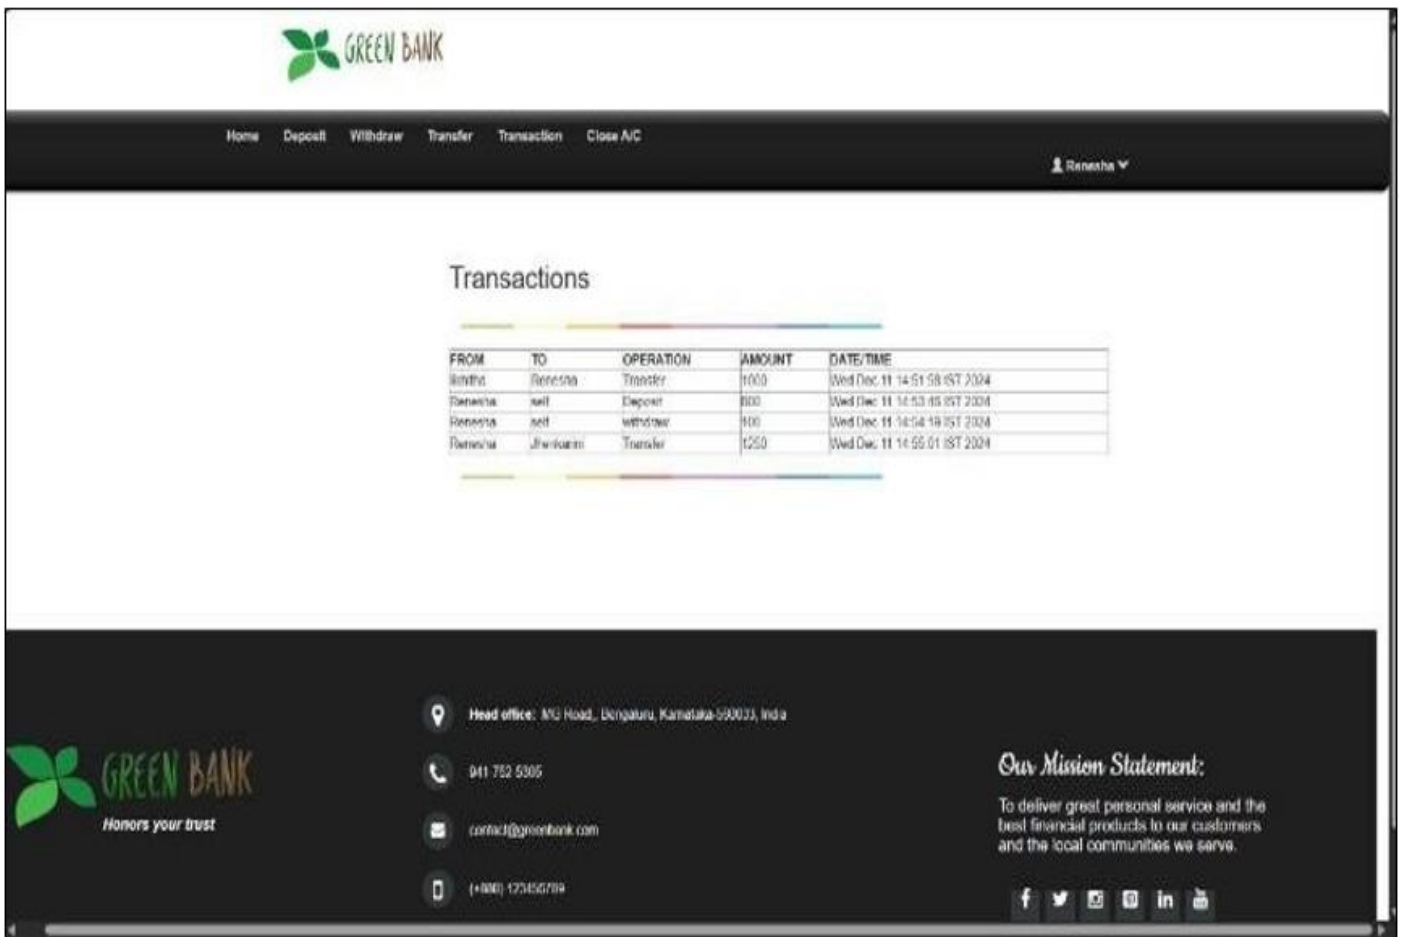 GREEN BANK
Home Deposit Withdraw Transfer Transaction Close A/C
Renesha
Transactions
FROM TO OPERATION AMOUNT DATE/TIME
Renesha Transfer 1000 Wed Dec 11 14:51:58 IST 2024
Renesha self Deposit Wed Dec 11 14:53:45 IST 2024
Renesha self withdraw 100 Wed Dec 11 14:54:19 IST 2024
Renesha Transfer 1250 Wed Dec 11 14:55:01 IST 2024
GREEN BANK
Honors your trust
Head office: MG Road,, Bengaluru, India
941 752 5305
contact@greenbank.com
123456789
Our Mission Statement:
To deliver great personal service and the
best financial products to our customers
and the local communities we serve.